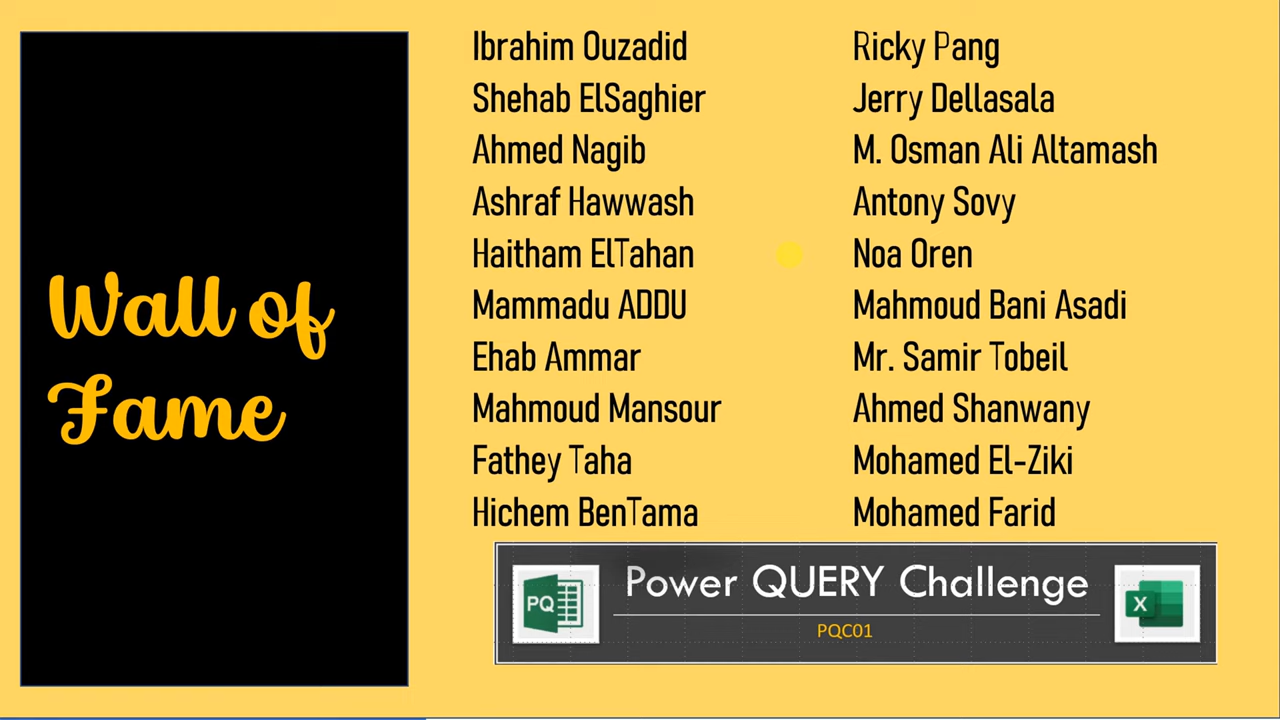 Wall of
Fame
Ibrahim Ouzadid
Shehab ElSaghier
Ahmed Nagib
Ashraf Hawwash
Haitham ElTahan
Mammadu ADDU
Ehab Ammar
Mahmoud Mansour
Fathey Taha
Hichem BenTama
Ricky Pang
Jerry Dellasala
M. Osman Ali Altamash
Antony Sovy
Noa Oren
Mahmoud Bani Asadi
Mr. Samir Tobeil
Ahmed Shanwany
Mohamed El-Ziki
Mohamed Farid
PQ
Power QUERY Challenge
PQC01
X